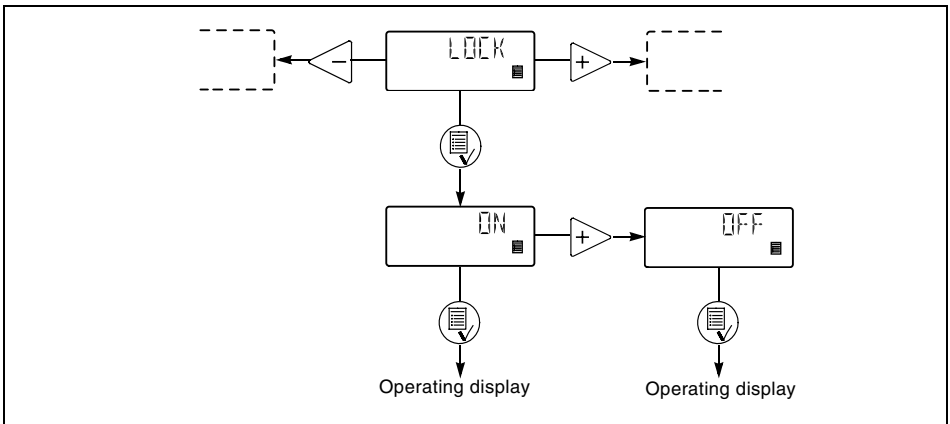 LOCK
−
+
ON
+
OFF
Operating display
Operating display